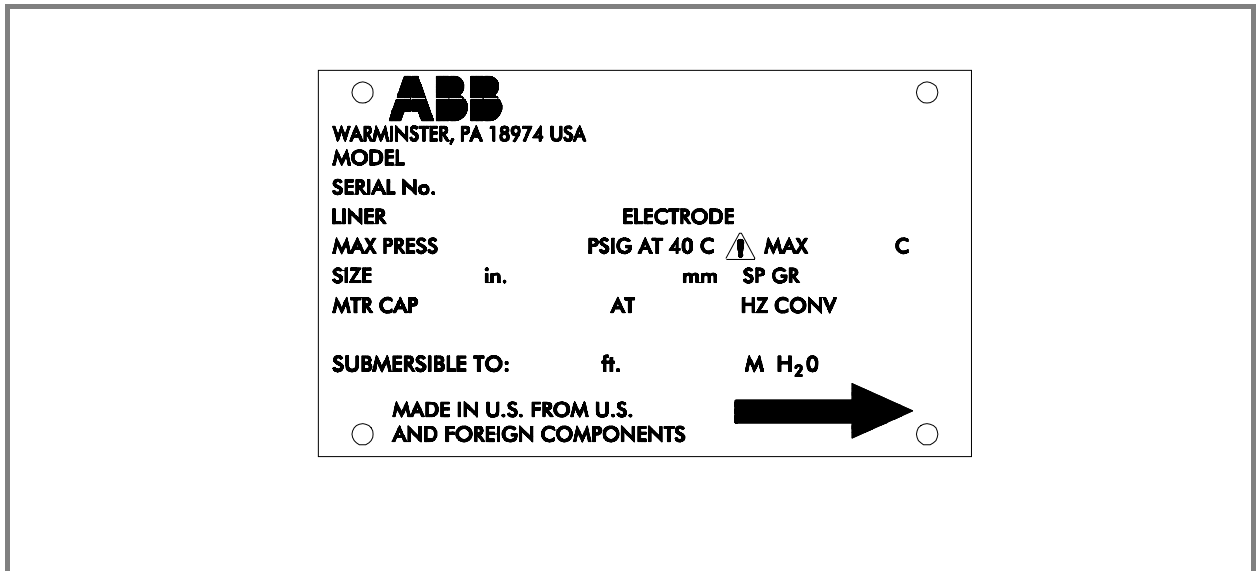 ABB
WARMINSTER, PA 18974 USA
MODEL
SERIAL No.
LINER ELECTRODE
MAX PRESS PSIG AT 40 C MAX C
SIZE in. mm SP GR
MTR CAP AT HZ CONV
SUBMERSIBLE TO: ft. M H₂0
MADE IN U.S. FROM U.S.
AND FOREIGN COMPONENTS